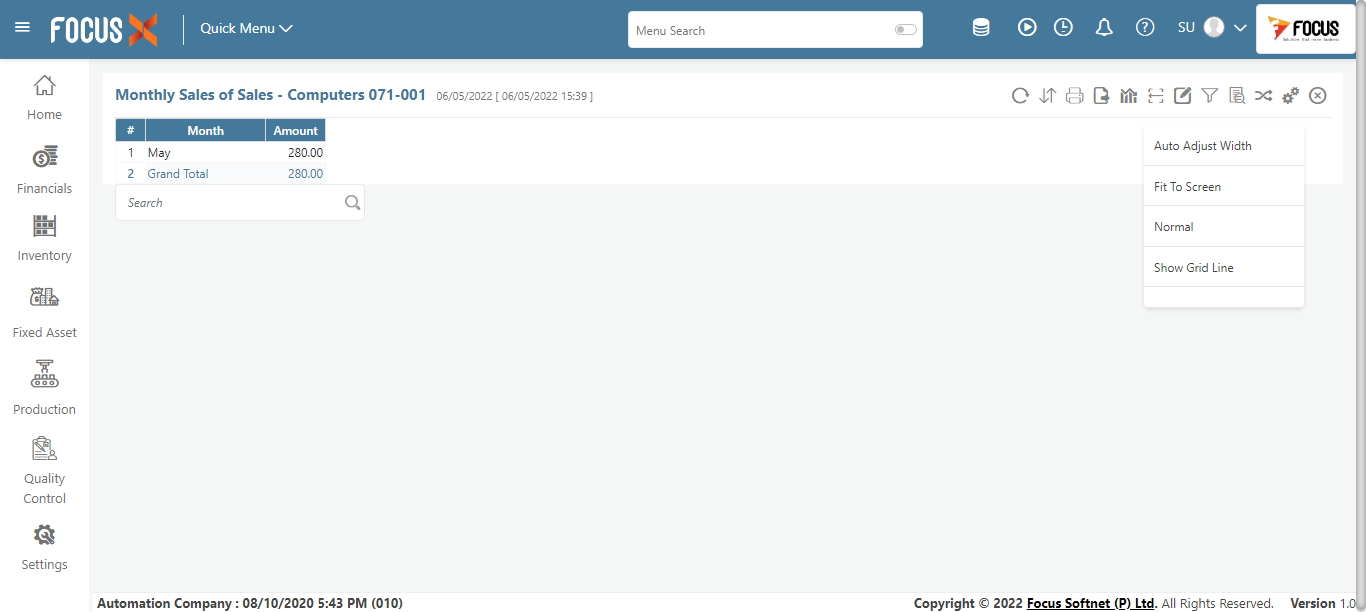 FOCUS X
Quick Menu
Menu Search
SU
FOCUS
Home
Financials
Inventory
Fixed Asset
Production
Quality
Control
Settings
Monthly Sales of Sales - Computers 071-001 06/05/2022 [ 06/05/2022 15:39 ]
# Month Amount
1 May 280.00
2 Grand Total 280.00
Search
Auto Adjust Width
Fit To Screen
Normal
Show Grid Line
Automation Company : 08/10/2020 5:43 PM (010)
Copyright © 2022 Focus Softnet (P) Ltd. All Rights Reserved. Version 1.0